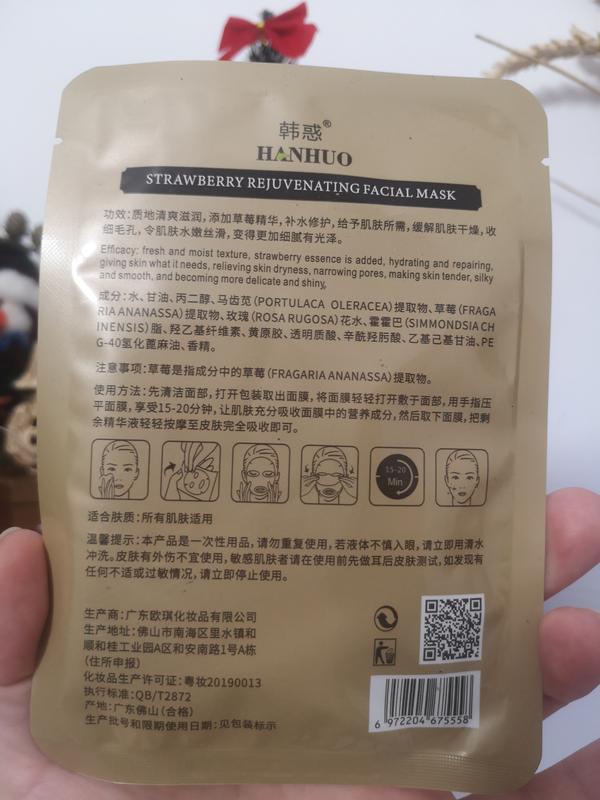 韩惑®
HANHUO
STRAWBERRY REJUVENATING FACIAL MASK
功效:质地清爽滋润,添加草莓精华,补水修护,给予肌肤所需,缓解肌肤干燥,收
细毛孔,令肌肤水嫩丝滑,变得更加细腻有光泽。
Efficacy: fresh and moist texture, strawberry essence is added, hydrating and repairing,
giving skin what it needs, relieving skin dryness, narrowing pores, making skin tender, silky
and smooth, and becoming more delicate and shiny,
成分:水、甘油、丙二醇、马齿苋(PORTULACA OLERACEA)提取物、草莓(FRAGA
RIA ANANASSA)提取物、玫瑰(ROSA RUGOSA)花水、霍霍巴(SIMMONDSIA CH
INENSIS)脂、羟乙基纤维素、黄原胶、透明质酸、辛酰羟肟酸、乙基己基甘油、PE
G-40氢化蓖麻油、香精。
注意事项:草莓是指成分中的草莓(FRAGARIA ANANASSA)提取物。
使用方法:先清洁面部,打开包装取出面膜,将面膜轻轻打开敷于面部,用手指压
平面膜,享受15-20分钟,让肌肤充分吸收面膜中的营养成分,然后取下面膜,把剩
余精华液轻轻按摩至皮肤完全吸收即可。
15-20
Min
适合肤质:所有肌肤适用
温馨提示:本产品是一次性用品,请勿重复使用,若液体不慎入眼,请立即用清水
冲洗。皮肤有外伤不宜使用,敏感肌肤者请在使用前先做耳后皮肤测试,如发现有
任何不适或过敏情况,请立即停止使用。
生产商:广东欧琪化妆品有限公司
生产地址:佛山市南海区里水镇和
顺和桂工业园A区和安南路1号A栋
(住所申报)
化妆品生产许可证:粤妆20190013
执行标准:QB/T2872
产地:广东佛山(合格)
生产批号和限期使用日期:见包装标示
6 972204 675558